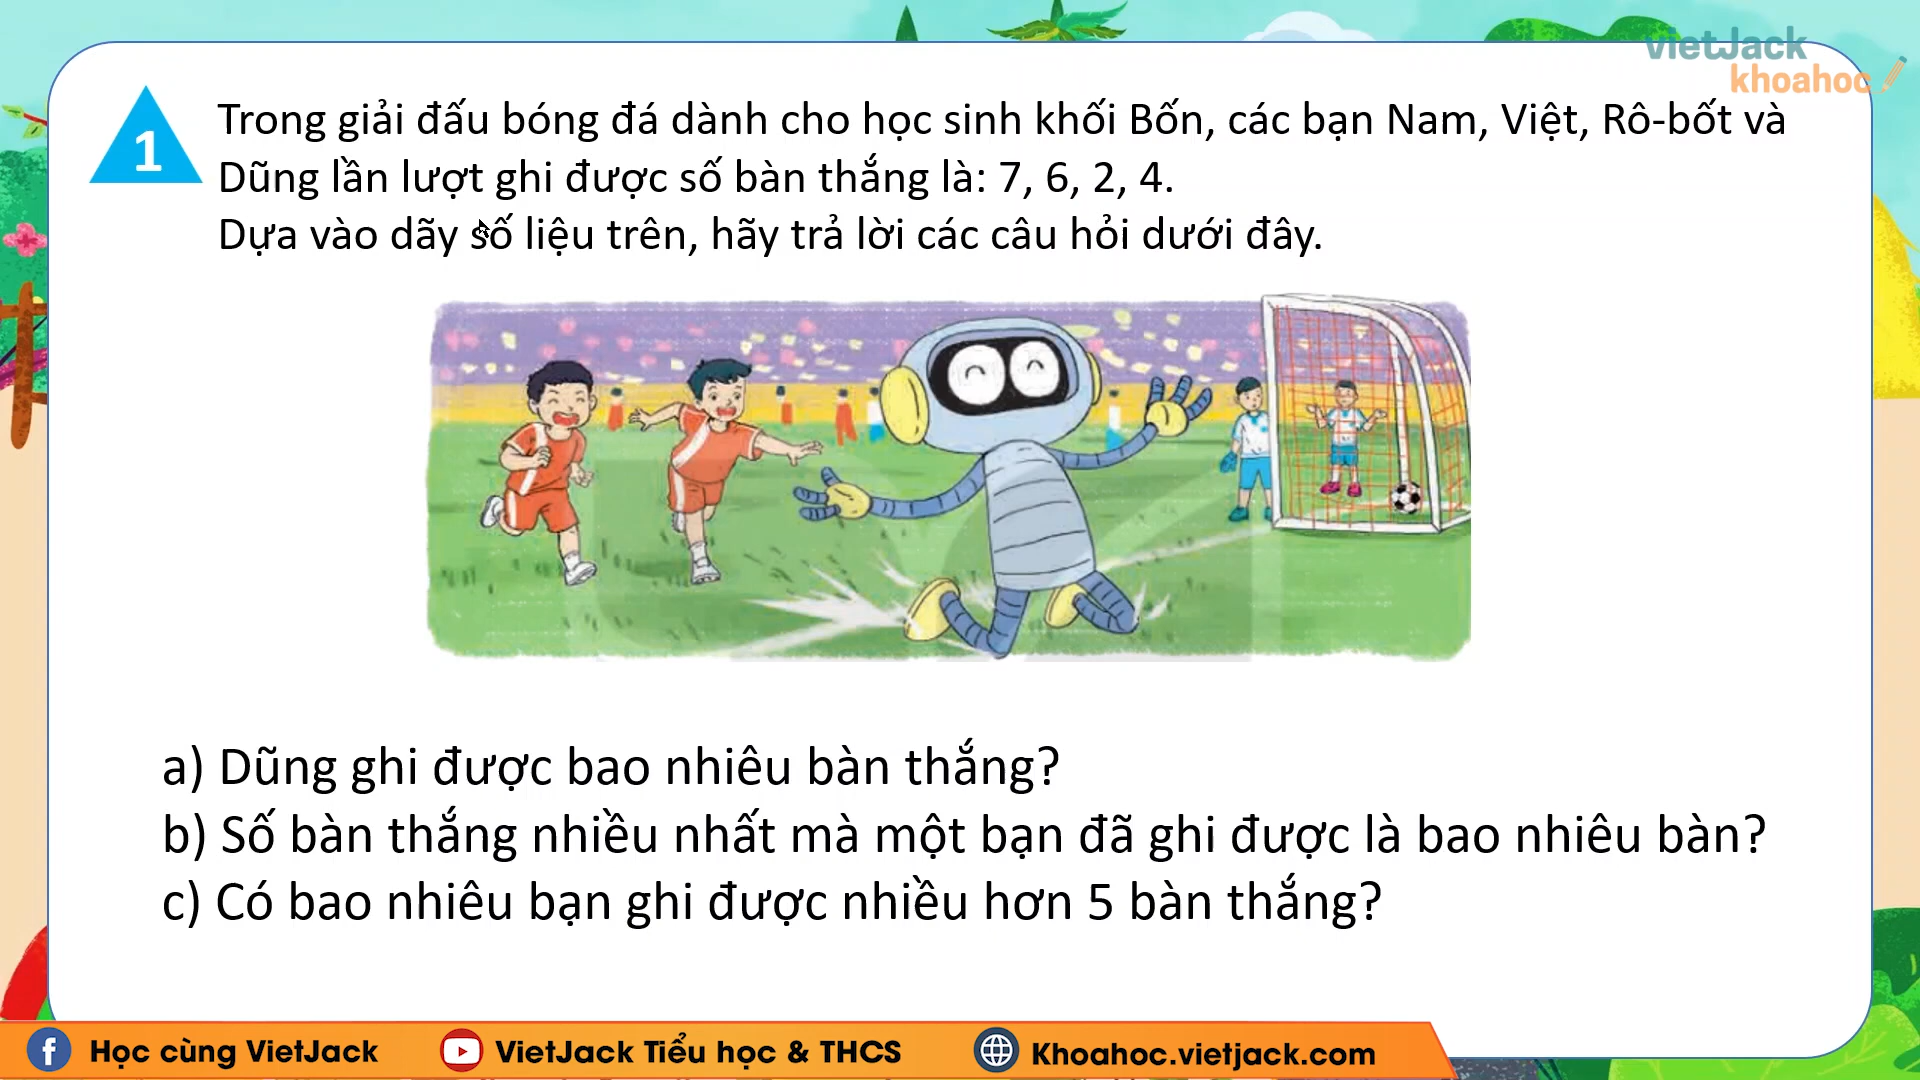 vietJack
khoahoc
1
Trong giải đấu bóng đá dành cho học sinh khối Bốn, các bạn Nam, Việt, Rô-bốt và
Dũng lần lượt ghi được số bàn thắng là: 7, 6, 2, 4.
Dựa vào dãy số liệu trên, hãy trả lời các câu hỏi dưới đây.
a) Dũng ghi được bao nhiêu bàn thắng?
b) Số bàn thắng nhiều nhất mà một bạn đã ghi được là bao nhiêu bàn?
c) Có bao nhiêu bạn ghi được nhiều hơn 5 bàn thắng?
Học cùng VietJack
VietJack Tiểu học & THCS
Khoahoc.vietjack.com